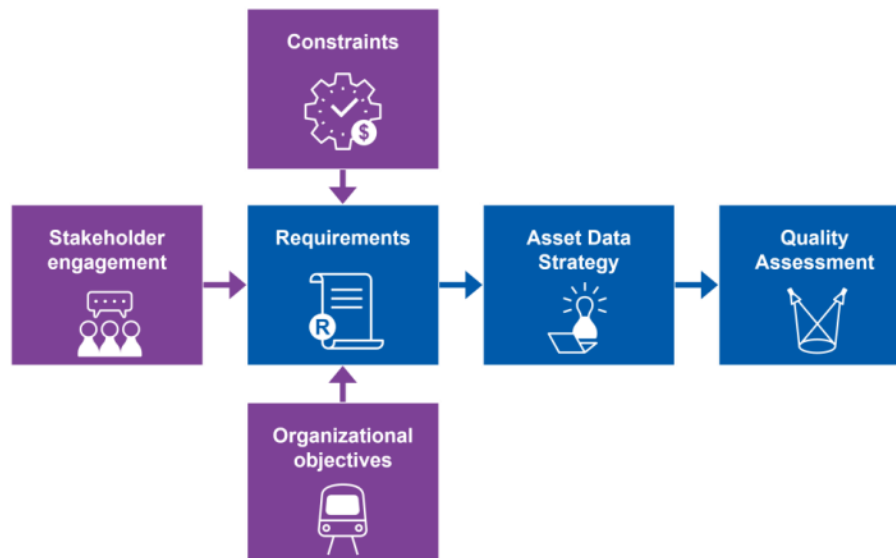 Constraints
$
Stakeholder
engagement
Requirements
R
Asset Data
Strategy
Quality
Assessment
Organizational
objectives